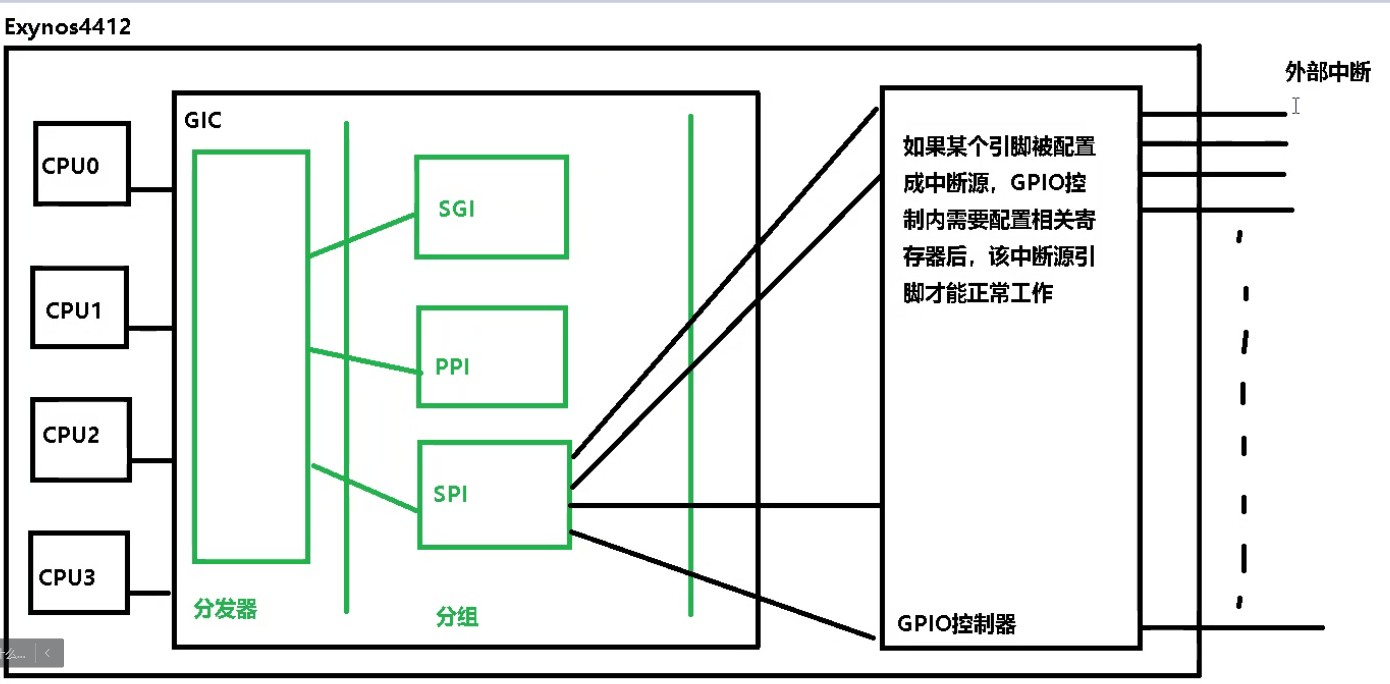 Exynos4412
外部中断
GIC
CPU0
CPU1
CPU2
CPU3
SGI
PPI
SPI
分发器
分组
如果某个引脚被配置
成中断源，GPIO控
制内需要配置相关寄
存器后，该中断源引
脚才能正常工作
GPIO控制器
什么...